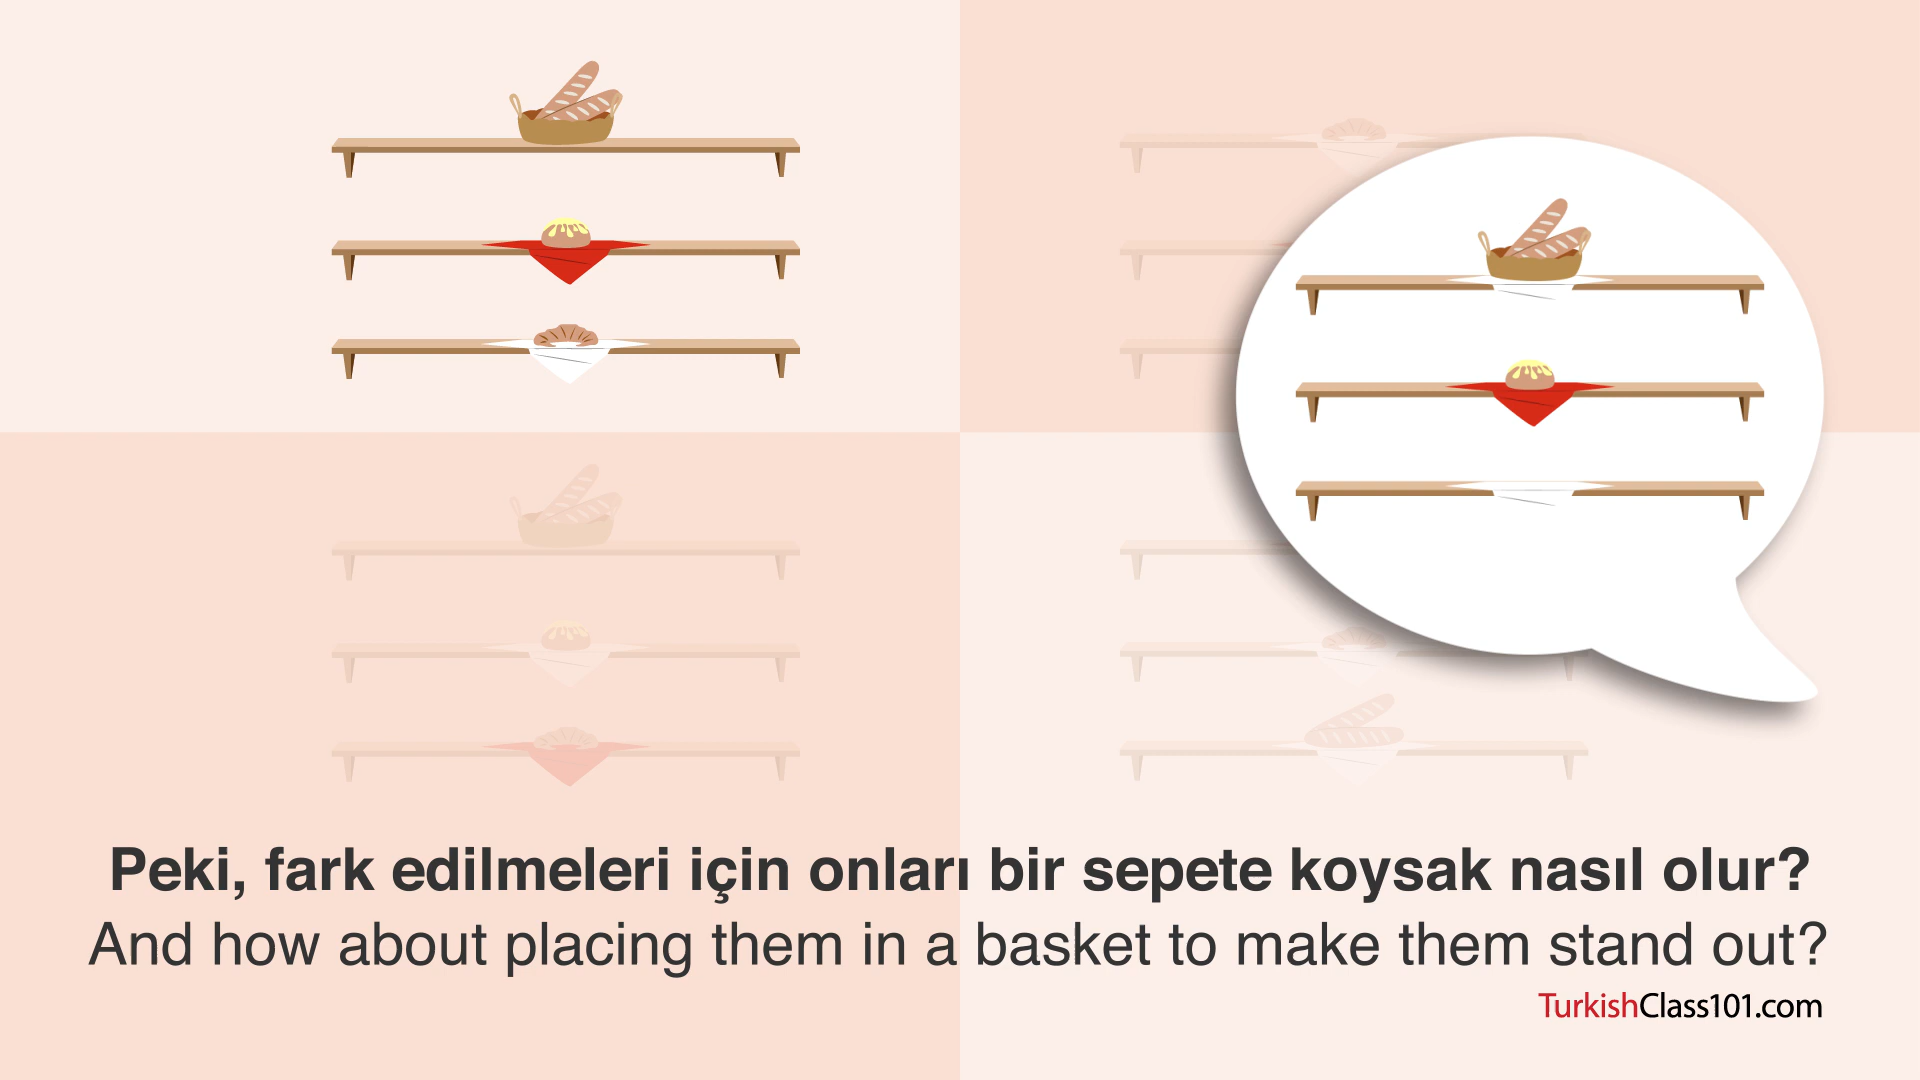 Peki, fark edilmeleri için onları bir sepete koysak nasıl olur?
And how about placing them in a basket to make them stand out?
TurkishClass101.com